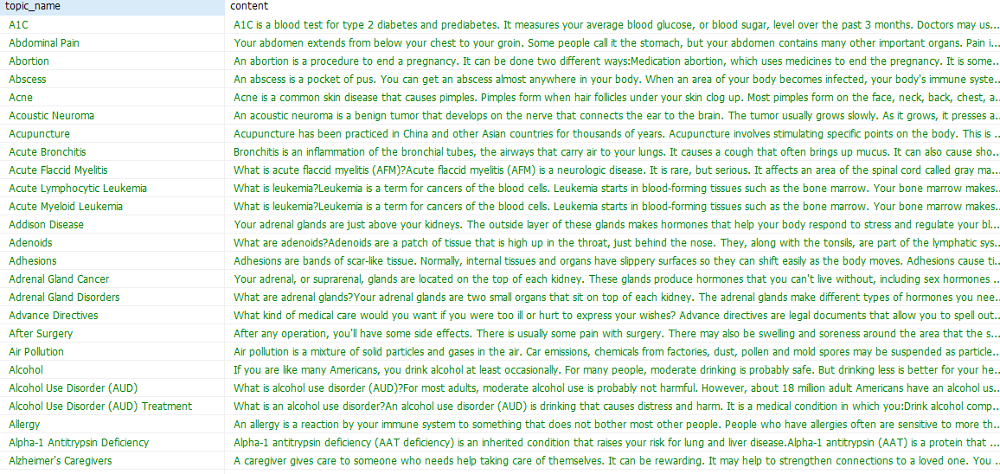 topic_name content
A1C A1C is a blood test for type 2 diabetes and prediabetes. It measures your average blood glucose, or blood sugar, level over the past 3 months. Doctors may us...
Abdominal Pain Your abdomen extends from below your chest to your groin. Some people call it the stomach, but your abdomen contains many other important organs. Pain i...
Abortion An abortion is a procedure to end a pregnancy. It can be done two different ways:Medication abortion, which uses medicines to end the pregnancy. It is some...
Abscess An abscess is a pocket of pus. You can get an abscess almost anywhere in your body. When an area of your body becomes infected, your body's immune syste...
Acne Acne is a common skin disease that causes pimples. Pimples form when hair follicles under your skin clog up. Most pimples form on the face, neck, back, chest, a...
Acoustic Neuroma An acoustic neuroma is a benign tumor that develops on the nerve that connects the ear to the brain. The tumor usually grows slowly. As it grows, it presses a...
Acupuncture Acupuncture has been practiced in China and other Asian countries for thousands of years. Acupuncture involves stimulating specific points on the body. This is ...
Acute Bronchitis Bronchitis is an inflammation of the bronchial tubes, the airways that carry air to your lungs. It causes a cough that often brings up mucus. It can also cause sho...
Acute Flaccid Myelitis What is acute flaccid myelitis (AFM)?Acute flaccid myelitis (AFM) is a neurologic disease. It is rare, but serious. It affects an area of the spinal cord called gray ma...
Acute Lymphocytic Leukemia What is leukemia?Leukemia is a term for cancers of the blood cells. Leukemia starts in blood-forming tissues such as the bone marrow. Your bone marrow makes...
Acute Myeloid Leukemia What is leukemia?Leukemia is a term for cancers of the blood cells. Leukemia starts in blood-forming tissues such as the bone marrow. Your bone marrow makes...
Addison Disease Your adrenal glands are just above your kidneys. The outside layer of these glands makes hormones that help your body respond to stress and regulate your bl...
Adenoids What are adenoids?Adenoids are a patch of tissue that is high up in the throat, just behind the nose. They, along with the tonsils, are part of the lymphatic sys...
Adhesions Adhesions are bands of scar-like tissue. Normally, internal tissues and organs have slippery surfaces so they can shift easily as the body moves. Adhesions cause ti...
Adrenal Gland Cancer Your adrenal, or suprarenal, glands are located on the top of each kidney. These glands produce hormones that you can't live without, including sex hormones ...
Adrenal Gland Disorders What are adrenal glands?Your adrenal glands are two small organs that sit on top of each kidney. The adrenal glands make different types of hormones you nee...
Advance Directives What kind of medical care would you want if you were too ill or hurt to express your wishes? Advance directives are legal documents that allow you to spell out...
After Surgery After any operation, you'll have some side effects. There is usually some pain with surgery. There may also be swelling and soreness around the area that the s...
Air Pollution Air pollution is a mixture of solid particles and gases in the air. Car emissions, chemicals from factories, dust, pollen and mold spores may be suspended as particle...
Alcohol If you are like many Americans, you drink alcohol at least occasionally. For many people, moderate drinking is probably safe. But drinking less is better for your he...
Alcohol Use Disorder (AUD) What is alcohol use disorder (AUD)?For most adults, moderate alcohol use is probably not harmful. However, about 18 million adult Americans have an alcohol us...
Alcohol Use Disorder (AUD) Treatment What is an alcohol use disorder?An alcohol use disorder (AUD) is drinking that causes distress and harm. It is a medical condition in which you:Drink alcohol comp...
Allergy An allergy is a reaction by your immune system to something that does not bother most other people. People who have allergies often are sensitive to more th...
Alpha-1 Antitrypsin Deficiency Alpha-1 antitrypsin deficiency (AAT deficiency) is an inherited condition that raises your risk for lung and liver disease.Alpha-1 antitrypsin (AAT) is a protein that ...
Alzheimer's Caregivers A caregiver gives care to someone who needs help taking care of themselves. It can be rewarding. It may help to strengthen connections to a loved one. You ...